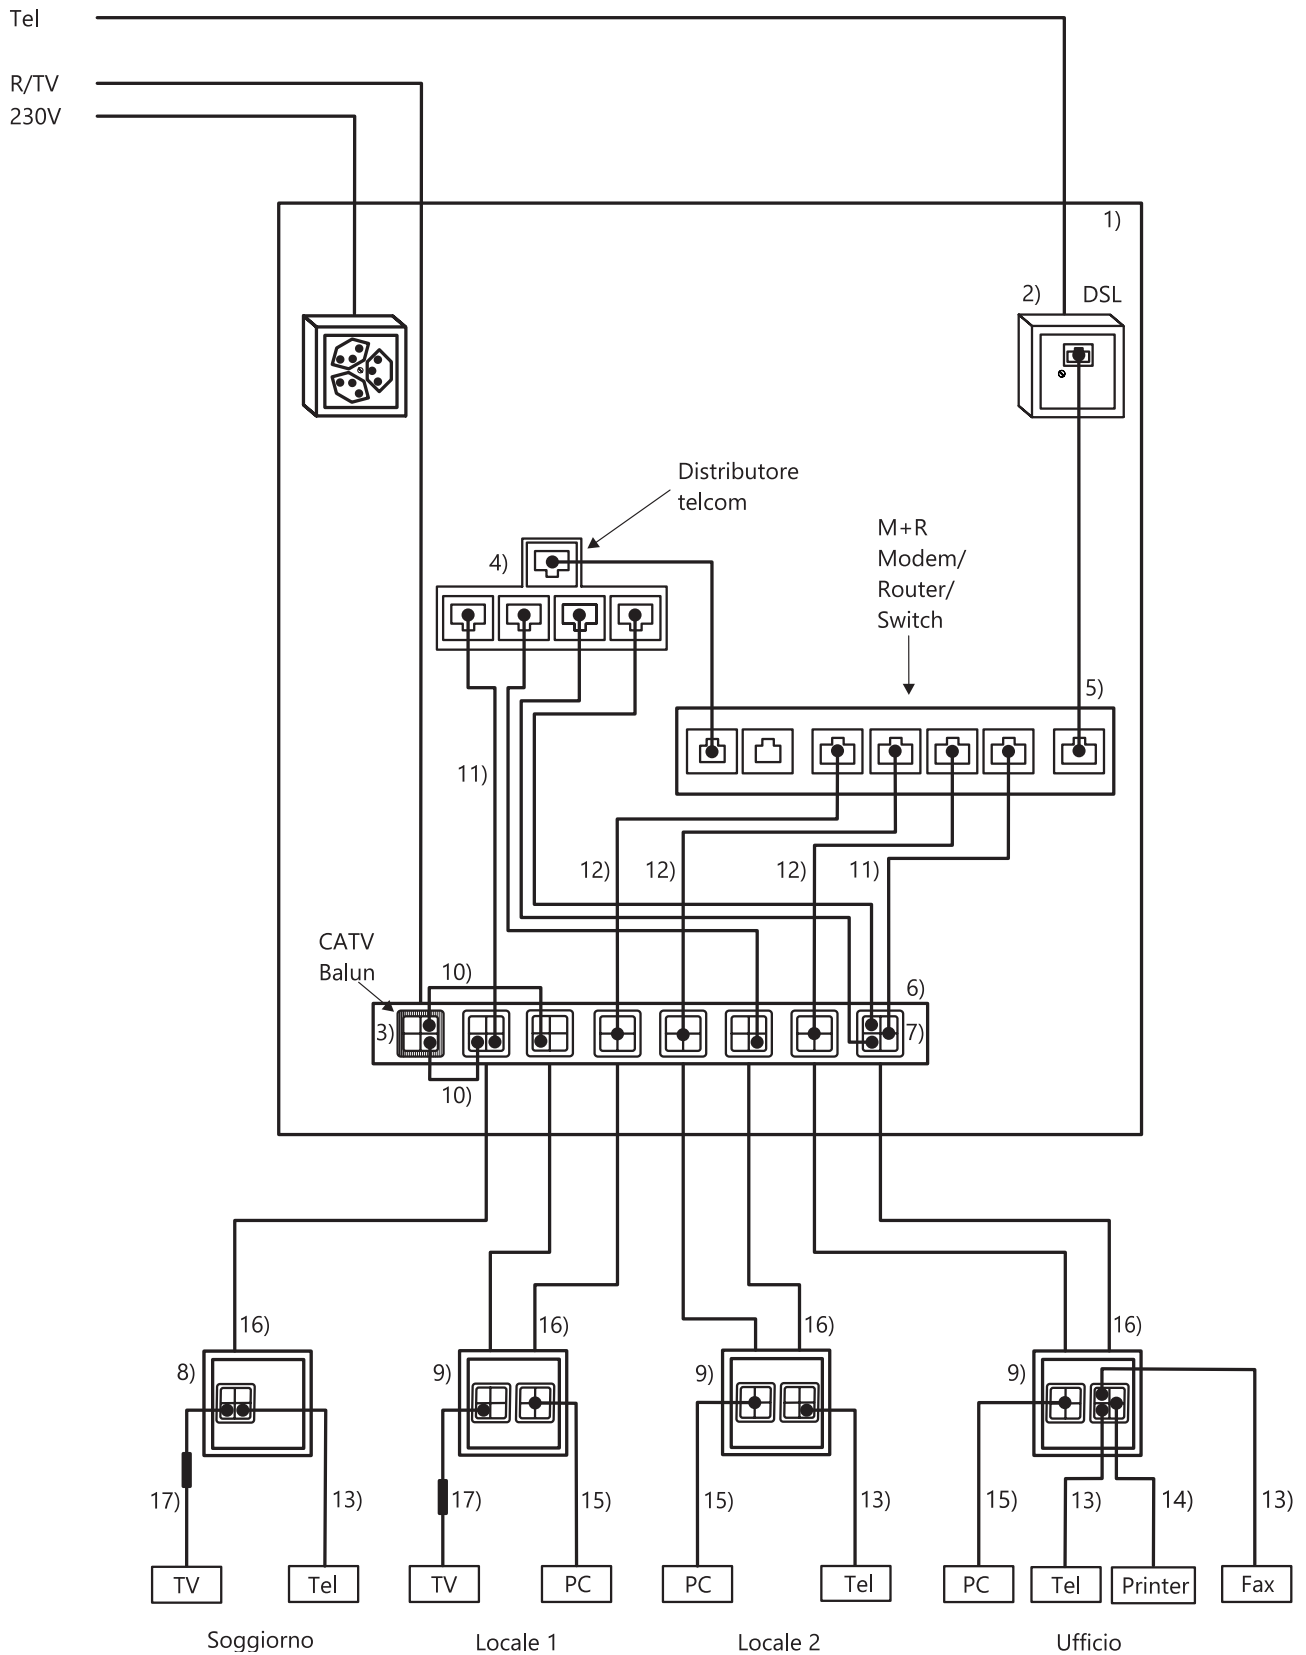 Tel
R/TV
230V
1)
2) DSL
Distributore
telcom
4)
M+R
Modem/
Router/
Switch
5)
11)
12) 12) 12) 11)
CATV
Balun
10)
6)
3) 7)
10)
16) 16) 16) 16)
8) 9) 9) 9)
17) 13) 17) 15) 15) 13) 15) 13) 14) 13)
TV Tel TV PC PC Tel PC Tel Printer Fax
Soggiorno Locale 1 Locale 2 Ufficio